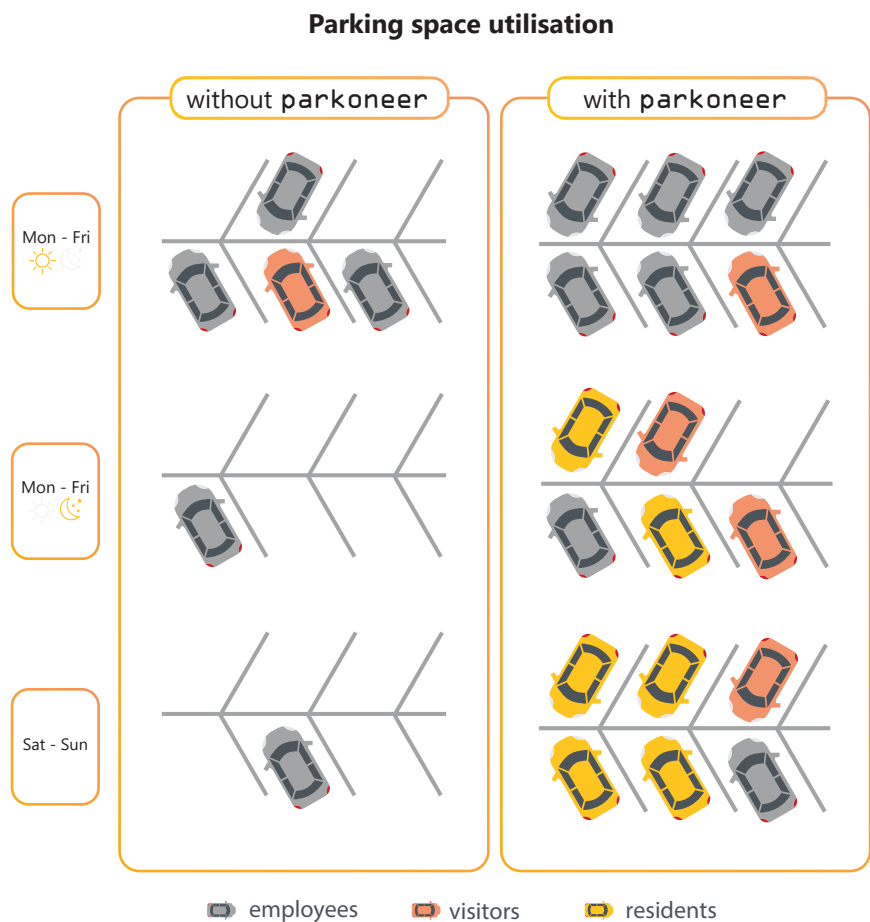 Parking space utilisation
without parkoneer
with parkoneer
Mon - Fri
Mon - Fri
Sat - Sun
employees
visitors
residents